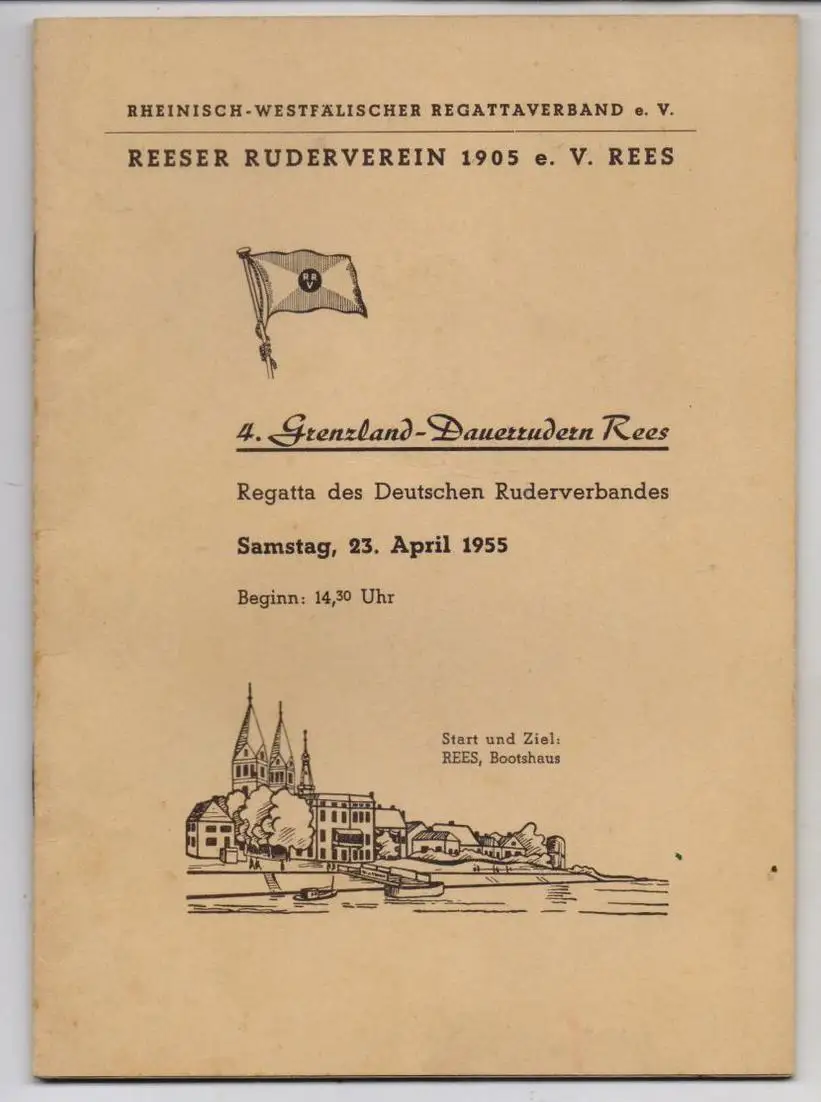 RHEINISCH-WESTFÄLISCHER REGATTAVERBAND e. V.
REESER RUDERVEREIN 1905 e. V. REES
RR
V
4. Grenzland-Dauerrudern Rees
Regatta des Deutschen Ruderverbandes
Samstag, 23. April 1955
Beginn: 14,30 Uhr
Start und Ziel:
REES, Bootshaus